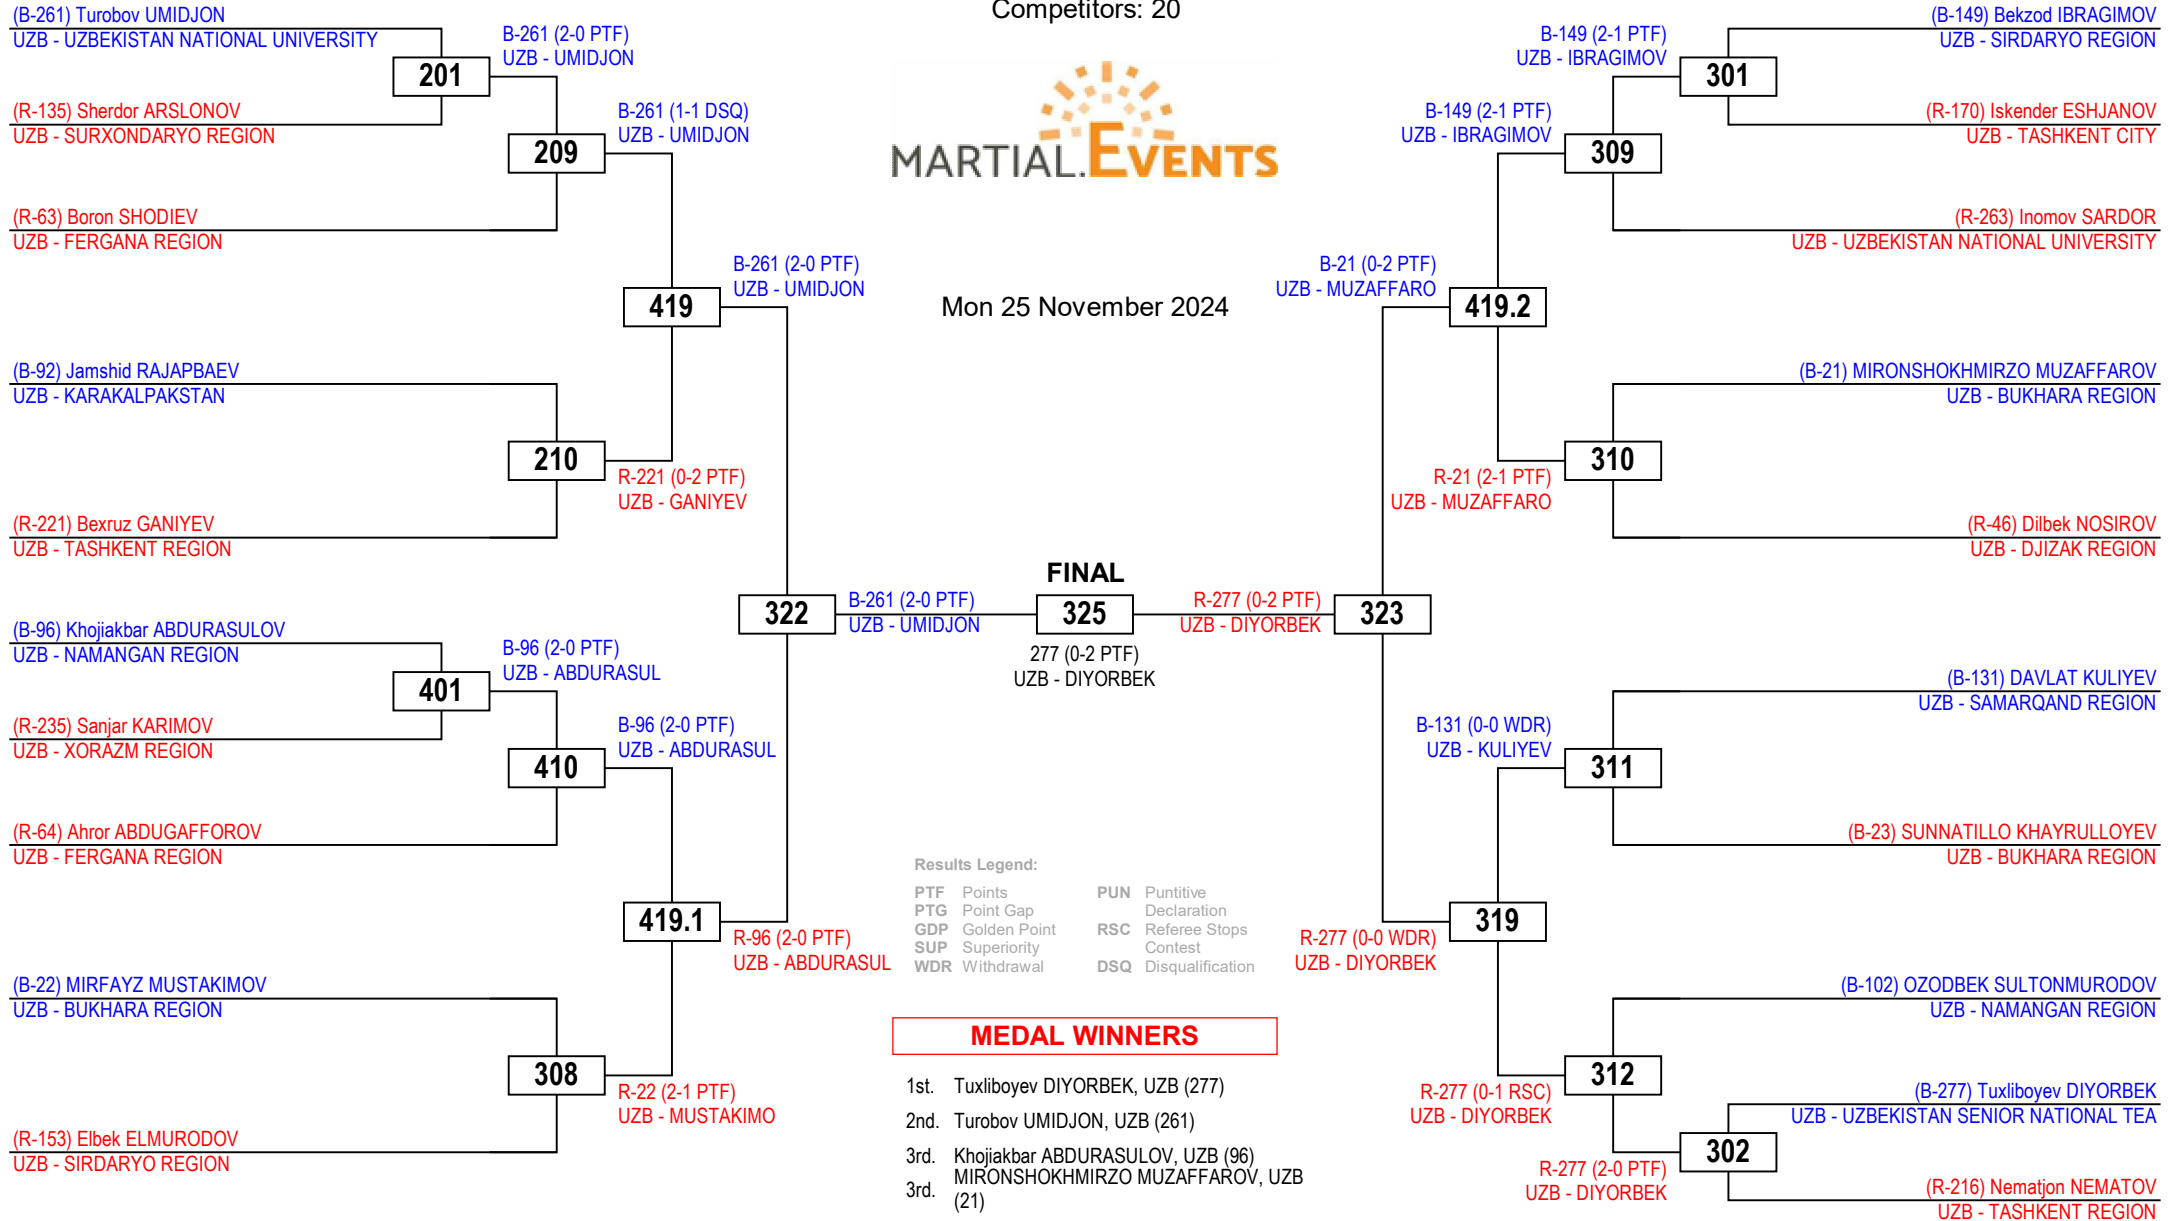 Competitors: 20
MARTIAL.EVENTS
Mon 25 November 2024
(B-261) Turobov UMIDJON
UZB - UZBEKISTAN NATIONAL UNIVERSITY
201
(R-135) Sherdor ARSLONOV
UZB - SURXONDARYO REGION
B-261 (2-0 PTF)
UZB - UMIDJON
209
(R-63) Boron SHODIEV
UZB - FERGANA REGION
B-261 (1-1 DSQ)
UZB - UMIDJON
419
(B-92) Jamshid RAJAPBAEV
UZB - KARAKALPAKSTAN
210
(R-221) Bexruz GANIYEV
UZB - TASHKENT REGION
R-221 (0-2 PTF)
UZB - GANIYEV
B-261 (2-0 PTF)
UZB - UMIDJON
322
(B-96) Khojiakbar ABDURASULOV
UZB - NAMANGAN REGION
401
(R-235) Sanjar KARIMOV
UZB - XORAZM REGION
B-96 (2-0 PTF)
UZB - ABDURASUL
410
(R-64) Ahror ABDUGAFFOROV
UZB - FERGANA REGION
B-96 (2-0 PTF)
UZB - ABDURASUL
419.1
(B-22) MIRFAYZ MUSTAKIMOV
UZB - BUKHARA REGION
308
(R-153) Elbek ELMURODOV
UZB - SIRDARYO REGION
R-22 (2-1 PTF)
UZB - MUSTAKIMO
R-96 (2-0 PTF)
UZB - ABDURASUL
B-261 (2-0 PTF)
UZB - UMIDJON
FINAL
325
277 (0-2 PTF)
UZB - DIYORBEK
R-277 (0-2 PTF)
UZB - DIYORBEK
323
(B-149) Bekzod IBRAGIMOV
UZB - SIRDARYO REGION
301
(R-170) Iskender ESHJANOV
UZB - TASHKENT CITY
B-149 (2-1 PTF)
UZB - IBRAGIMOV
309
(R-263) Inomov SARDOR
UZB - UZBEKISTAN NATIONAL UNIVERSITY
B-149 (2-1 PTF)
UZB - IBRAGIMOV
419.2
B-21 (0-2 PTF)
UZB - MUZAFFARO
(B-21) MIRONSHOKHMIRZO MUZAFFAROV
UZB - BUKHARA REGION
310
(R-46) Dilbek NOSIROV
UZB - DJIZAK REGION
R-21 (2-1 PTF)
UZB - MUZAFFARO
(B-131) DAVLAT KULIYEV
UZB - SAMARQAND REGION
311
(B-23) SUNNATILLO KHAYRULLOYEV
UZB - BUKHARA REGION
B-131 (0-0 WDR)
UZB - KULIYEV
319
R-277 (0-0 WDR)
UZB - DIYORBEK
(B-102) OZODBEK SULTONMURODOV
UZB - NAMANGAN REGION
312
R-277 (0-1 RSC)
UZB - DIYORBEK
(B-277) Tuxliboyev DIYORBEK
UZB - UZBEKISTAN SENIOR NATIONAL TEA
302
(R-216) Nematjon NEMATOV
UZB - TASHKENT REGION
R-277 (2-0 PTF)
UZB - DIYORBEK
Results Legend:
PTF Points
PTG Point Gap
GDP Golden Point
SUP Superiority
WDR Withdrawal
PUN Puntitive
Declaration
RSC Referee Stops
Contest
DSQ Disqualification
MEDAL WINNERS
1st. Tuxliboyev DIYORBEK, UZB (277)
2nd. Turobov UMIDJON, UZB (261)
3rd. Khojiakbar ABDURASULOV, UZB (96)
3rd. MIRONSHOKHMIRZO MUZAFFAROV, UZB
(21)